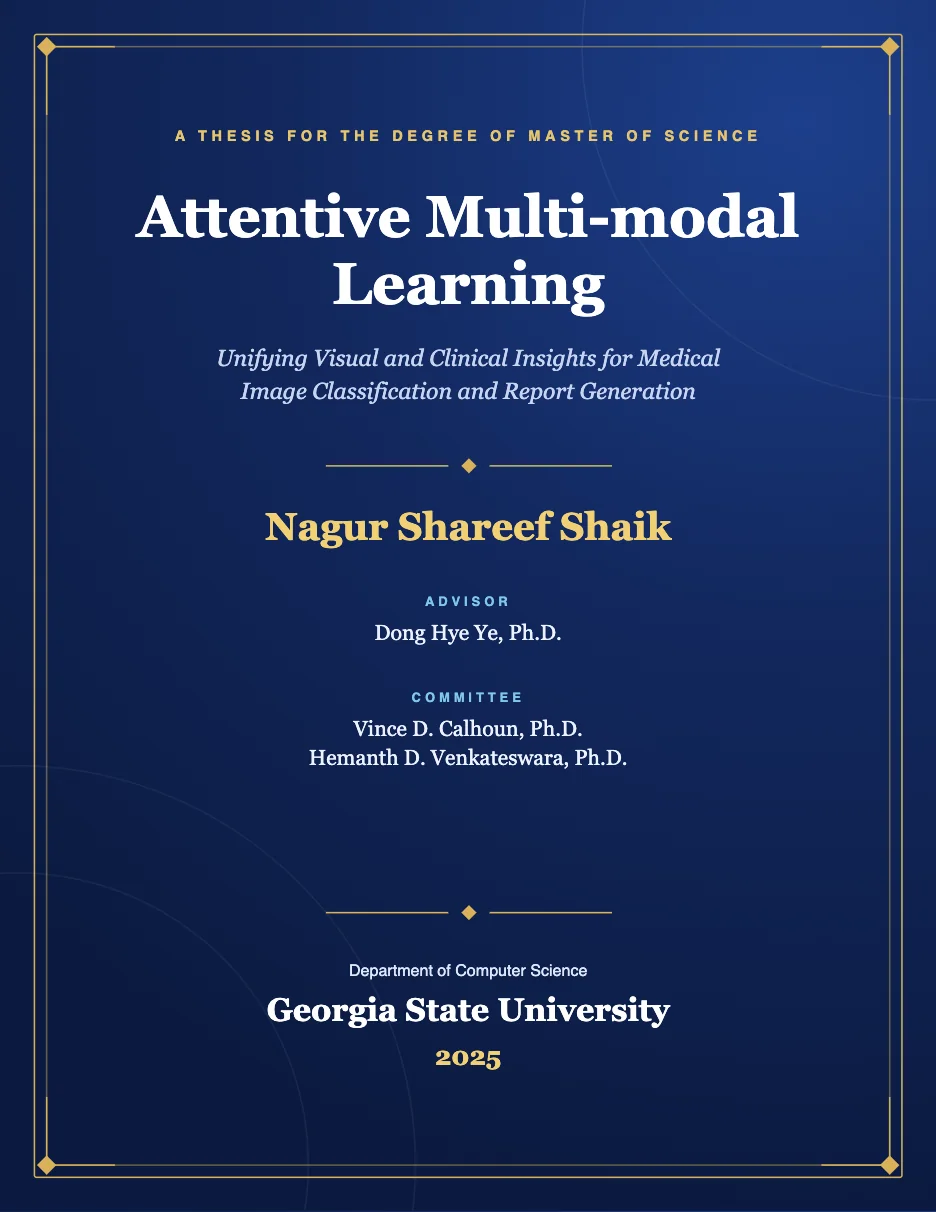 A THESIS FOR THE DEGREE OF MASTER OF SCIENCE
Attentive Multi-modal
Learning
Unifying Visual and Clinical Insights for Medical
Image Classification and Report Generation
Nagur Shareef Shaik
ADVISOR
Dong Hye Ye, Ph.D.
COMMITTEE
Vince D. Calhoun, Ph.D.
Hemanth D. Venkateswara, Ph.D.
Department of Computer Science
Georgia State University
2025